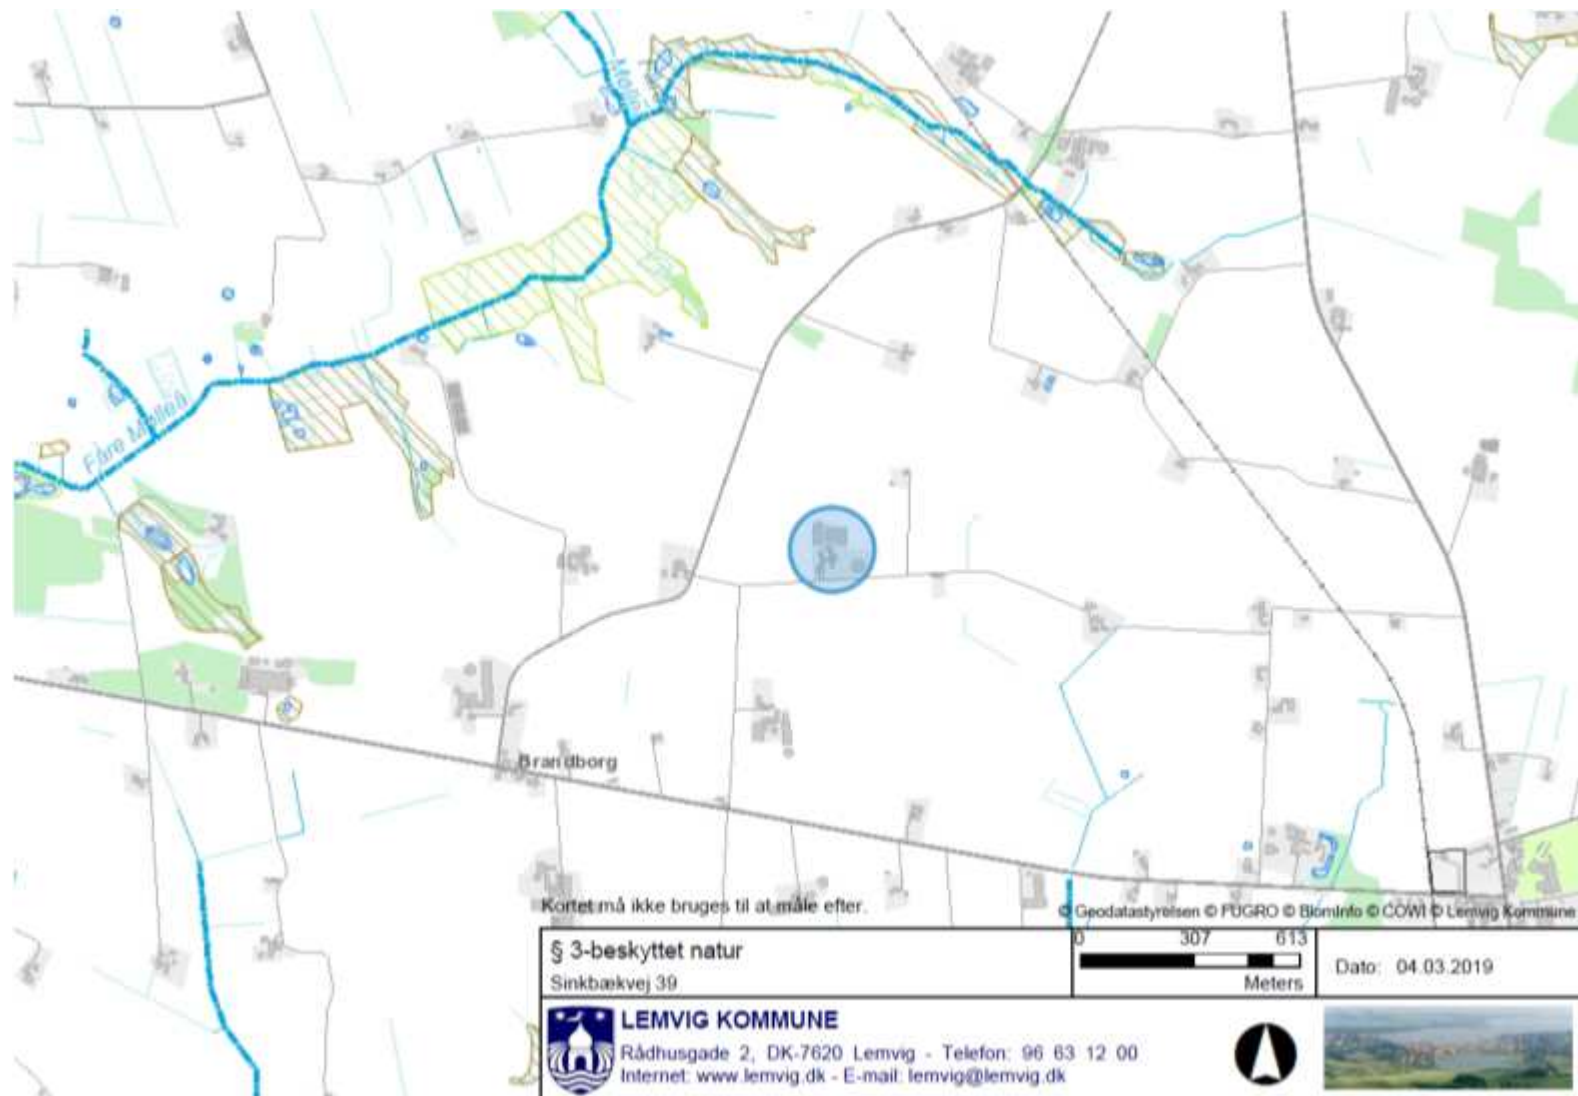 Mølleå
Fåre Mølleå
Brandborg
Kortet må ikke bruges til at måle efter.
© Geodatastyrelsen © FUGRO © BlomInfo © COWI © Lemvig Kommune
§ 3-beskyttet natur
Sinkbækvej 39
0 307 613
Meters
Dato: 04.03.2019
LEMVIG KOMMUNE
Rådhusgade 2, DK-7620 Lemvig - Telefon: 96 63 12 00
Internet: www.lemvig.dk - E-mail: lemvig@lemvig.dk